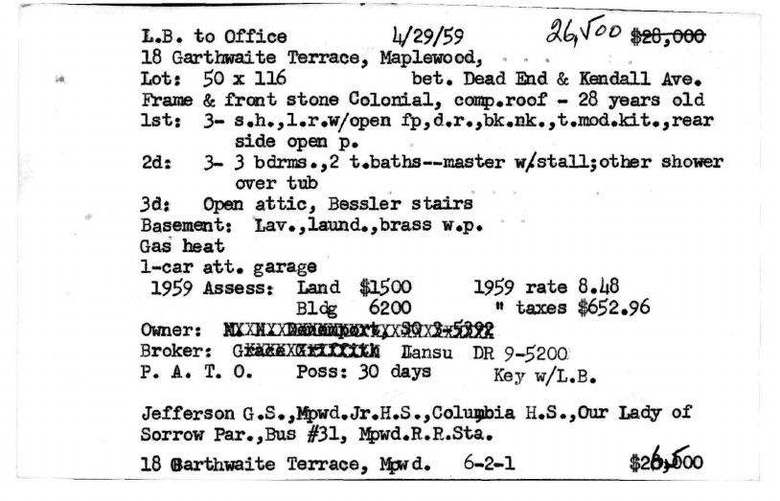 L.B. to Office 4/29/59 26,500 $28,000
18 Garthwaite Terrace, Maplewood,
Lot: 50 x 116 bet. Dead End & Kendall Ave.
Frame & front stone Colonial, comp.roof - 28 years old
1st: 3- s.h.,l.r.w/open fp,d.r.,bk.nk.,t.mod.kit.,rear
side open p.
2d: 3- 3 bdrms.,2 t.baths--master w/stall;other shower
over tub
3d: Open attic, Bessler stairs
Basement: Lav.,laund.,brass w.p.
Gas heat
1-car att. garage
1959 Assess: Land $1500 1959 rate 8.48
Bldg 6200 " taxes $652.96
Owner:
Broker: Lansu DR 9-5200
P. A. T. O. Poss: 30 days Key w/L.B.
Jefferson G.S.,Mpwd.Jr.H.S.,Columbia H.S.,Our Lady of
Sorrow Par.,Bus #31, Mpwd.R.R.Sta.
18 Garthwaite Terrace, Mpwd. 6-2-1